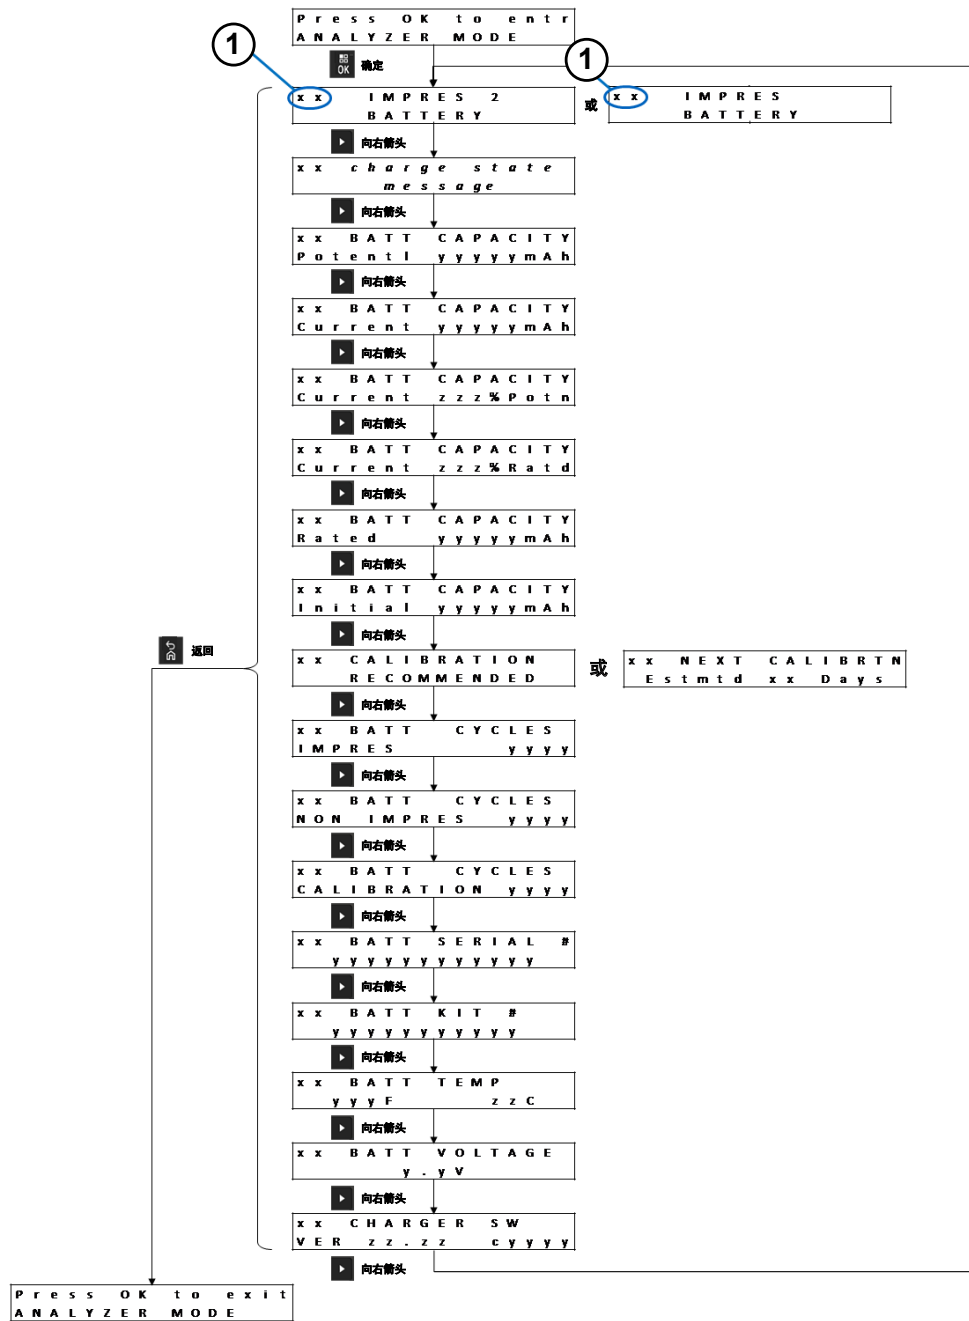 Press OK to entr
ANALYZER MODE
1
1
OK 确定
xx IMPRES 2
BATTERY
或
xx IMPRES
BATTERY
向右箭头
xx charge state
message
向右箭头
xx BATT CAPACITY
Potentl yyyyymAh
向右箭头
xx BATT CAPACITY
Current yyyyymAh
向右箭头
xx BATT CAPACITY
Current zzz%Potn
向右箭头
xx BATT CAPACITY
Current zzz%Ratd
向右箭头
xx BATT CAPACITY
Rated yyyyymAh
向右箭头
xx BATT CAPACITY
Initial yyyyymAh
向右箭头
返回
xx CALIBRATION
RECOMMENDED
或
xx NEXT CALIBRTN
Estmtd xx Days
向右箭头
xx BATT CYCLES
IMPRES yyyy
向右箭头
xx BATT CYCLES
NON IMPRES yyyy
向右箭头
xx BATT CYCLES
CALIBRATION yyyy
向右箭头
xx BATT SERIAL #
yyyyyyyyyyyy
向右箭头
xx BATT KIT #
yyyyyyyyyyy
向右箭头
xx BATT TEMP
yyyF zzC
向右箭头
xx BATT VOLTAGE
y.yV
向右箭头
xx CHARGER SW
VER zz.zz cyyyy
向右箭头
Press OK to exit
ANALYZER MODE